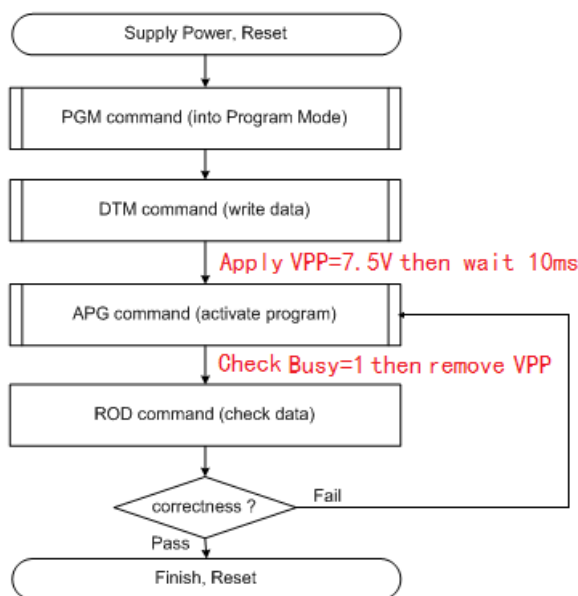 Supply Power, Reset
PGM command (into Program Mode)
DTM command (write data)
Apply VPP=7.5V then wait 10ms
APG command (activate program)
Check Busy=1 then remove VPP
ROD command (check data)
correctness ?
Fail
Pass
Finish, Reset